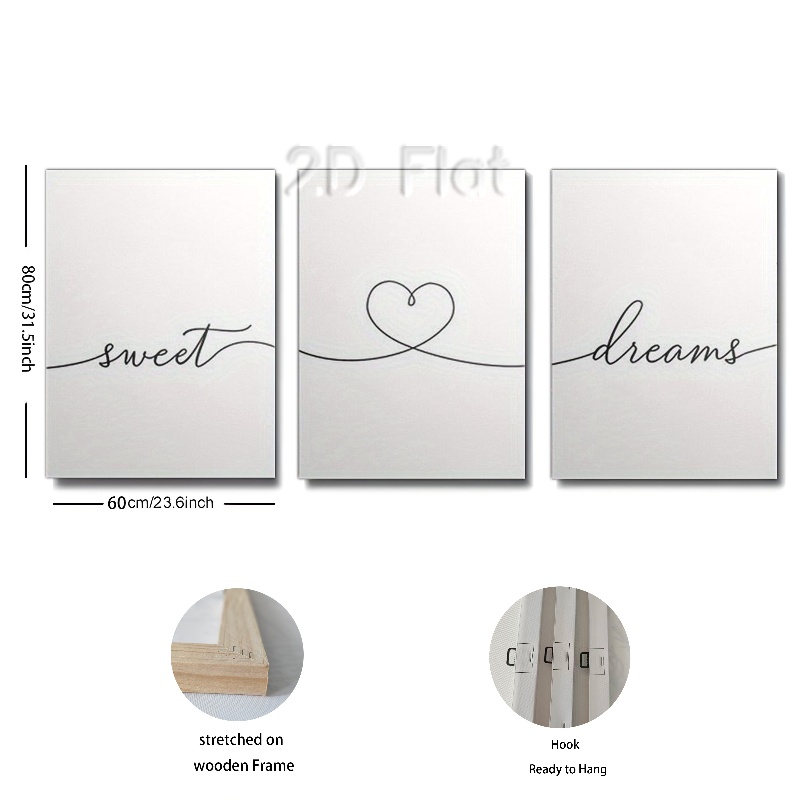 2D Flat
sweet
dreams
80cm/31.5inch
60cm/23.6inch
stretched on
wooden Frame
Hook
Ready to Hang